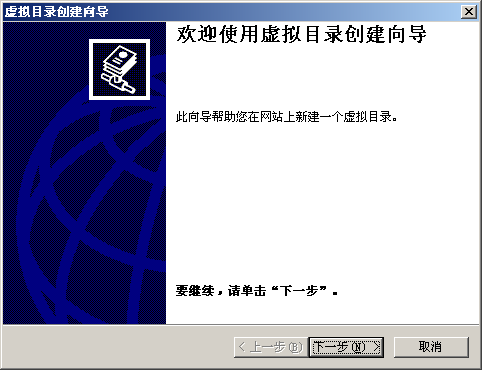 虚拟目录创建向导
欢迎使用虚拟目录创建向导
此向导帮助您在网站上新建一个虚拟目录。
要继续，请单击“下一步”。
< 上一步(B) 下一步(N) > 取消